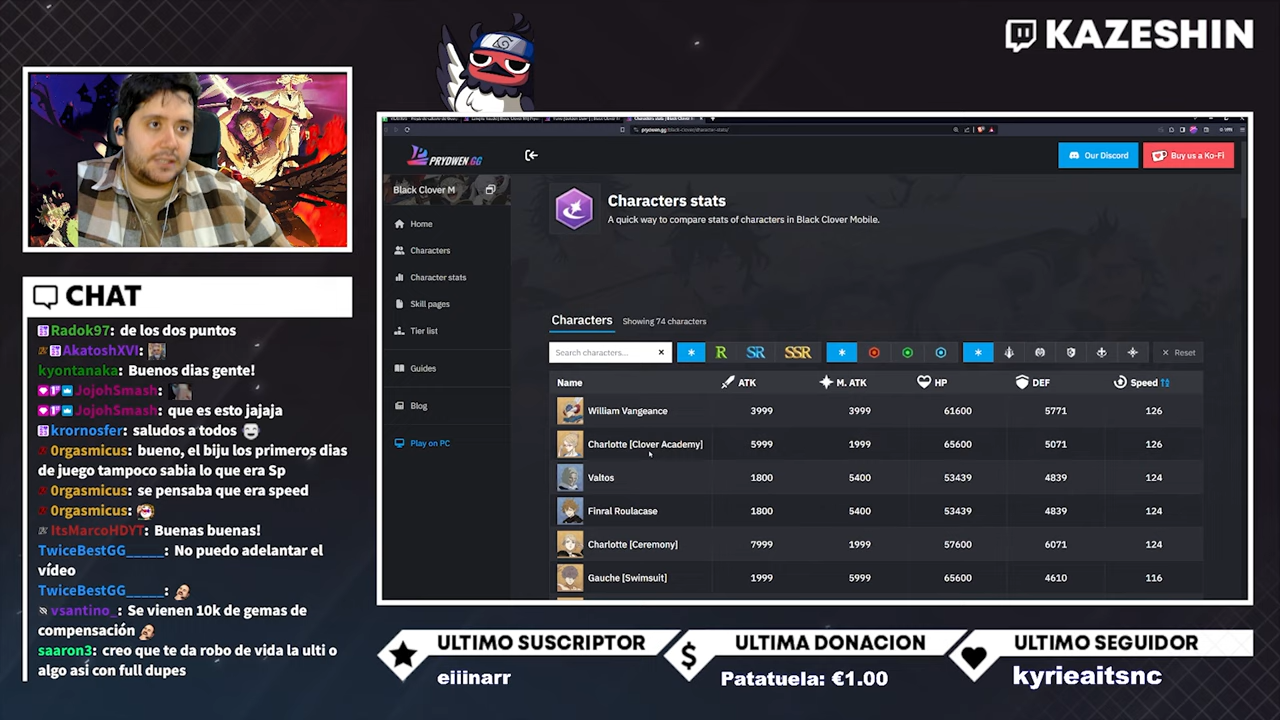 KAZESHIN
prydwen.gg/black-clover/character-stats/
PRYDWEN GG
Our Discord
Buy us a Ko-Fi
Black Clover M
Home
Characters
Character stats
Skill pages
Tier list
Guides
Blog
Play on PC
Characters stats
A quick way to compare stats of characters in Black Clover Mobile.
Characters Showing 74 characters
Search characters... × R SR SSR × Reset
Name ATK M. ATK HP DEF Speed
William Vangeance 3999 3999 61600 5771 126
Charlotte [Clover Academy] 5999 1999 65600 5071 126
Valtos 1800 5400 53439 4839 124
Finral Roulacase 1800 5400 53439 4839 124
Charlotte [Ceremony] 7999 1999 57600 6071 124
Gauche [Swimsuit] 1999 5999 65600 4610 116
CHAT
Radok97: de los dos puntos
AkatoshXVI:
kyontanaka: Buenos dias gente!
JojohSmash:
JojohSmash: que es esto jajaja
krornosfer: saludos a todos
0rgasmicus: bueno, el biju los primeros dias
de juego tampoco sabia lo que era Sp
0rgasmicus: se pensaba que era speed
0rgasmicus:
ItsMarcoHDYT: Buenas buenas!
TwiceBestGG_____: No puedo adelantar el
vídeo
TwiceBestGG_____:
vsantino_: Se vienen 10k de gemas de
compensación
saaron3: creo que te da robo de vida la ulti o
algo asi con full dupes
ULTIMO SUSCRIPTOR
eiiinarr
ULTIMA DONACION
Patatuela: €1.00
ULTIMO SEGUIDOR
kyrieaitsnc